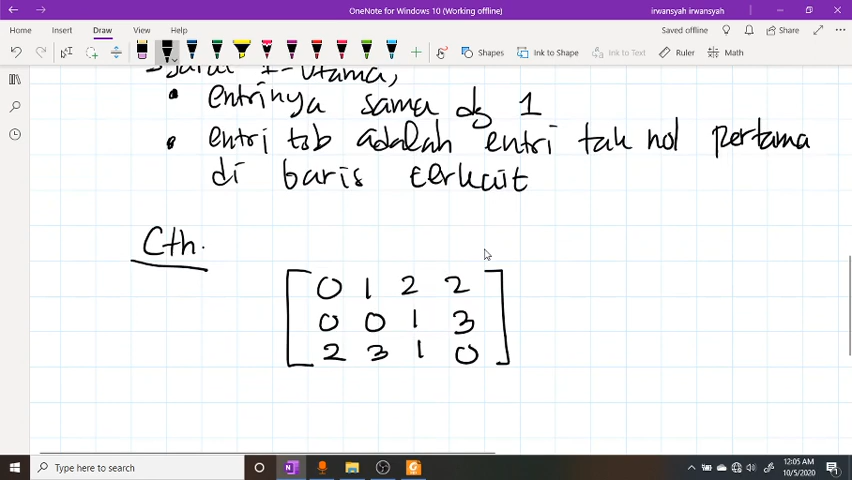 OneNote for Windows 10 (Working offline)
irwansyah irwansyah
Home Insert Draw View Help
Saved offline Share
Shapes Ink to Shape Ink to Text Ruler Math
1-utama,
• entrinya sama dg 1
• entri tsb adalah entri tak nol pertama
di baris terkait
Cth.
0 1 2 2
0 0 1 3
2 3 1 0
Type here to search
12:05 AM
10/5/2020